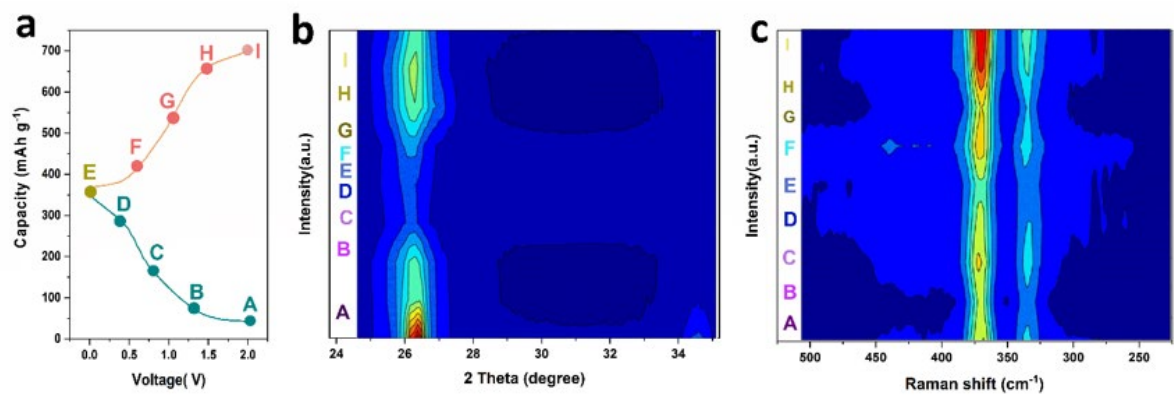 a
Capacity (mAh g⁻¹)
700
600
500
400
300
200
100
0
E
D
C
B
A
F
G
H
I
0.0 0.5 1.0 1.5 2.0
Voltage( V)
b
Intensity(a.u.)
I
H
G
F
E
D
C
B
A
24 26 28 30 32 34
2 Theta (degree)
c
Intensity(a.u.)
I
H
G
F
E
D
C
B
A
500 450 400 350 300 250
Raman shift (cm⁻¹)